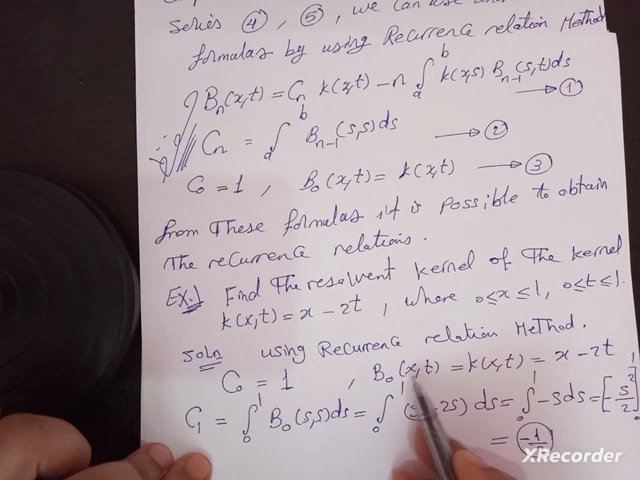 Series ④, ⑤, we can use
formulas by using Recurrence relation Method
Bn(x,t) = Cn k(x,t) - n ∫ₐᵇ k(x,s) Bn-1(s,t)ds → ①
Cn = ∫ₐᵇ Bn-1(s,s)ds → ②
C₀ = 1 , B₀(x,t) = k(x,t) → ③
from These formulas it is possible to obtain
The recurrence relations.
EX.1 Find The resolvent kernel of The kernel
k(x,t) = x - 2t , where 0≤x≤1, 0≤t≤1.
Soln using Recurrence relation Method.
C₀ = 1 , B₀(x,t) = k(x,t) = x - 2t.
C₁ = ∫₀¹ B₀(s,s)ds = ∫₀¹ (s 2s) ds = ∫₀¹ -s ds = [-s²/2]₀¹
= -1
XRecorder